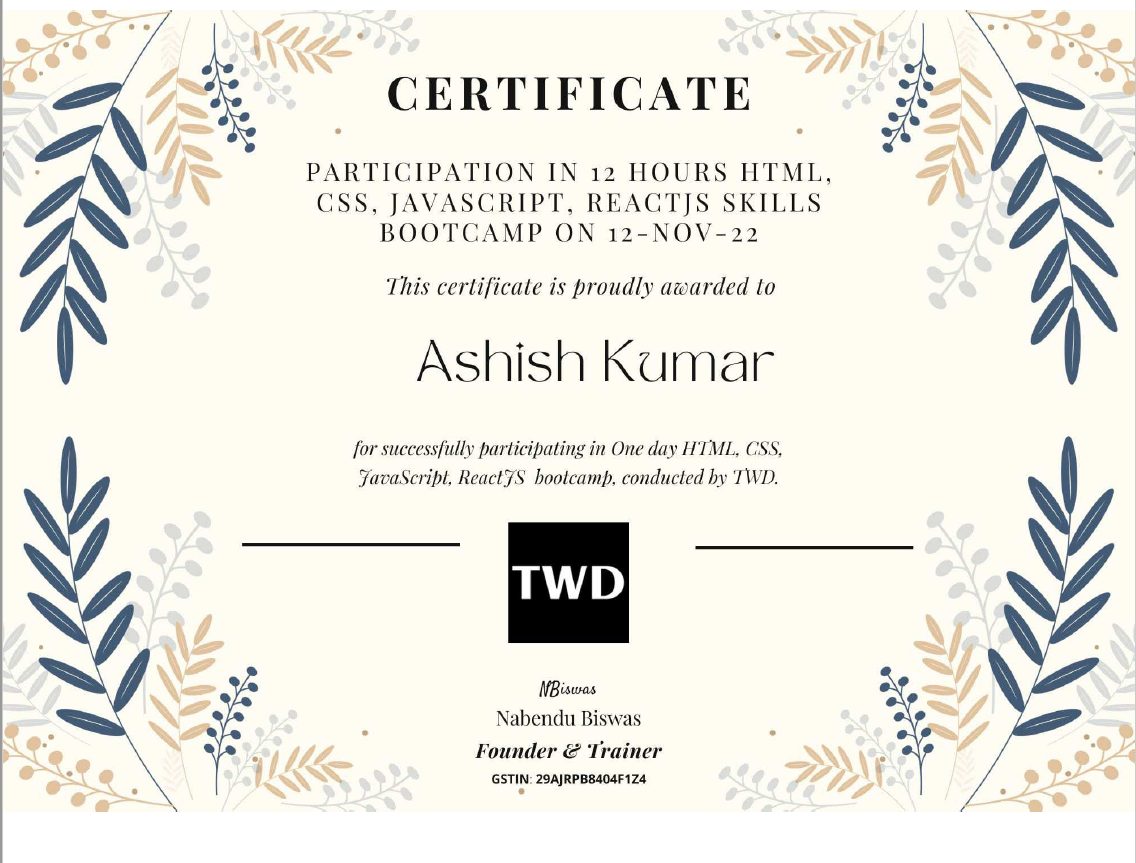 CERTIFICATE
PARTICIPATION IN 12 HOURS HTML,
CSS, JAVASCRIPT, REACTJS SKILLS
BOOTCAMP ON 12-NOV-22
This certificate is proudly awarded to
Ashish Kumar
for successfully participating in One day HTML, CSS,
JavaScript, ReactJS bootcamp, conducted by TWD.
TWD
NBiswas
Nabendu Biswas
Founder & Trainer
GSTIN: 29AJRPB8404F1Z4